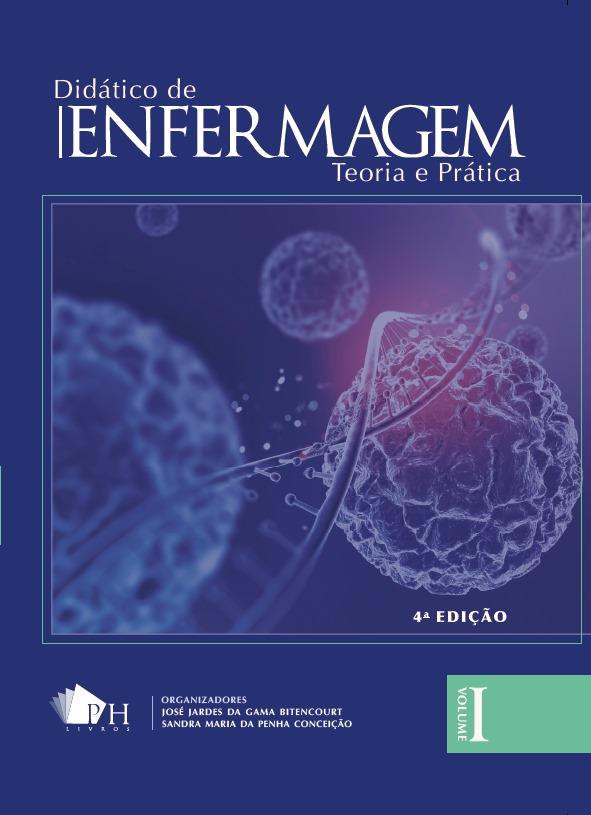 Didático de
ENFERMAGEM
Teoria e Prática
4ª EDIÇÃO
PH
LIVROS
ORGANIZADORES
JOSÉ JARDES DA GAMA BITENCOURT
SANDRA MARIA DA PENHA CONCEIÇÃO
VOLUME
I